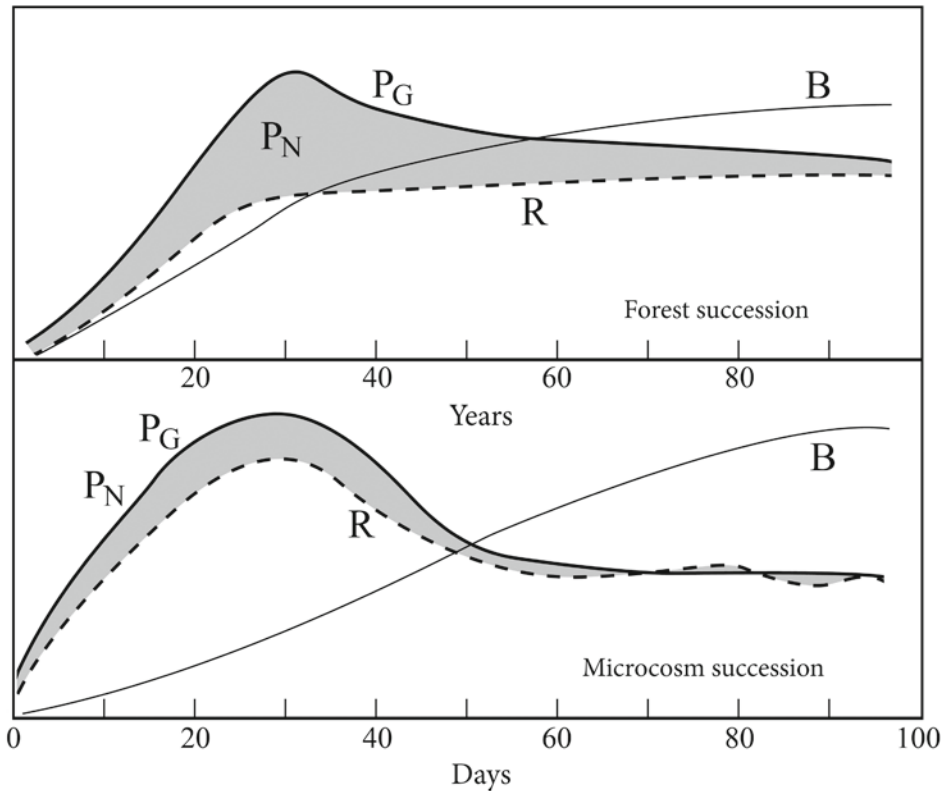 P_G
B
P_N
R
Forest succession
20 40 60 80
Years
P_G
P_N
B
R
Microcosm succession
0 20 40 60 80 100
Days